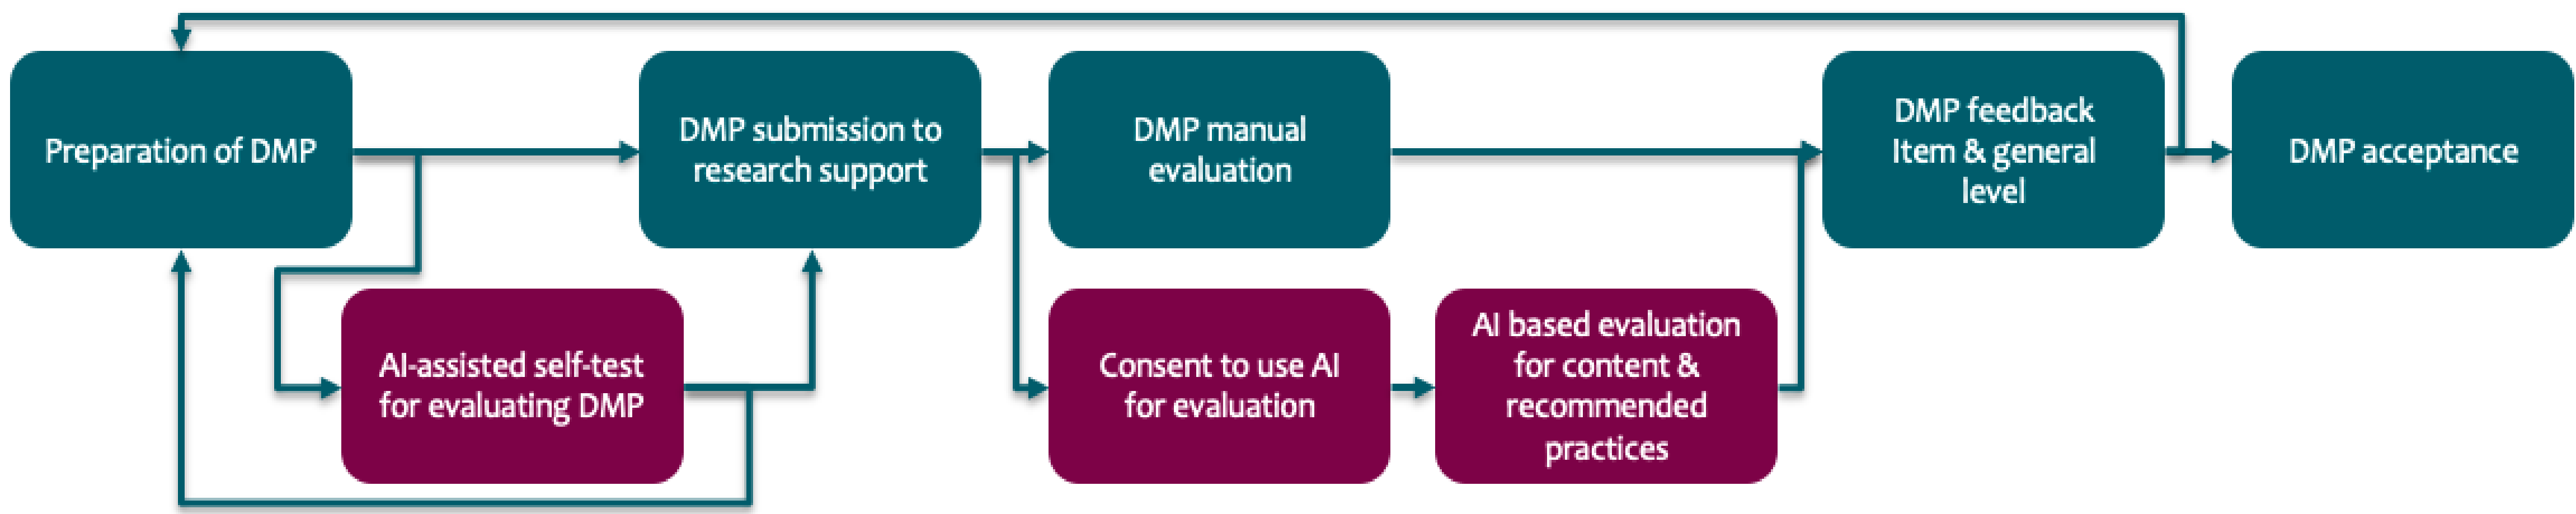 Preparation of DMP
DMP submission to
research support
DMP manual
evaluation
DMP feedback
Item & general
level
DMP acceptance
AI-assisted self-test
for evaluating DMP
Consent to use AI
for evaluation
AI based evaluation
for content &
recommended
practices